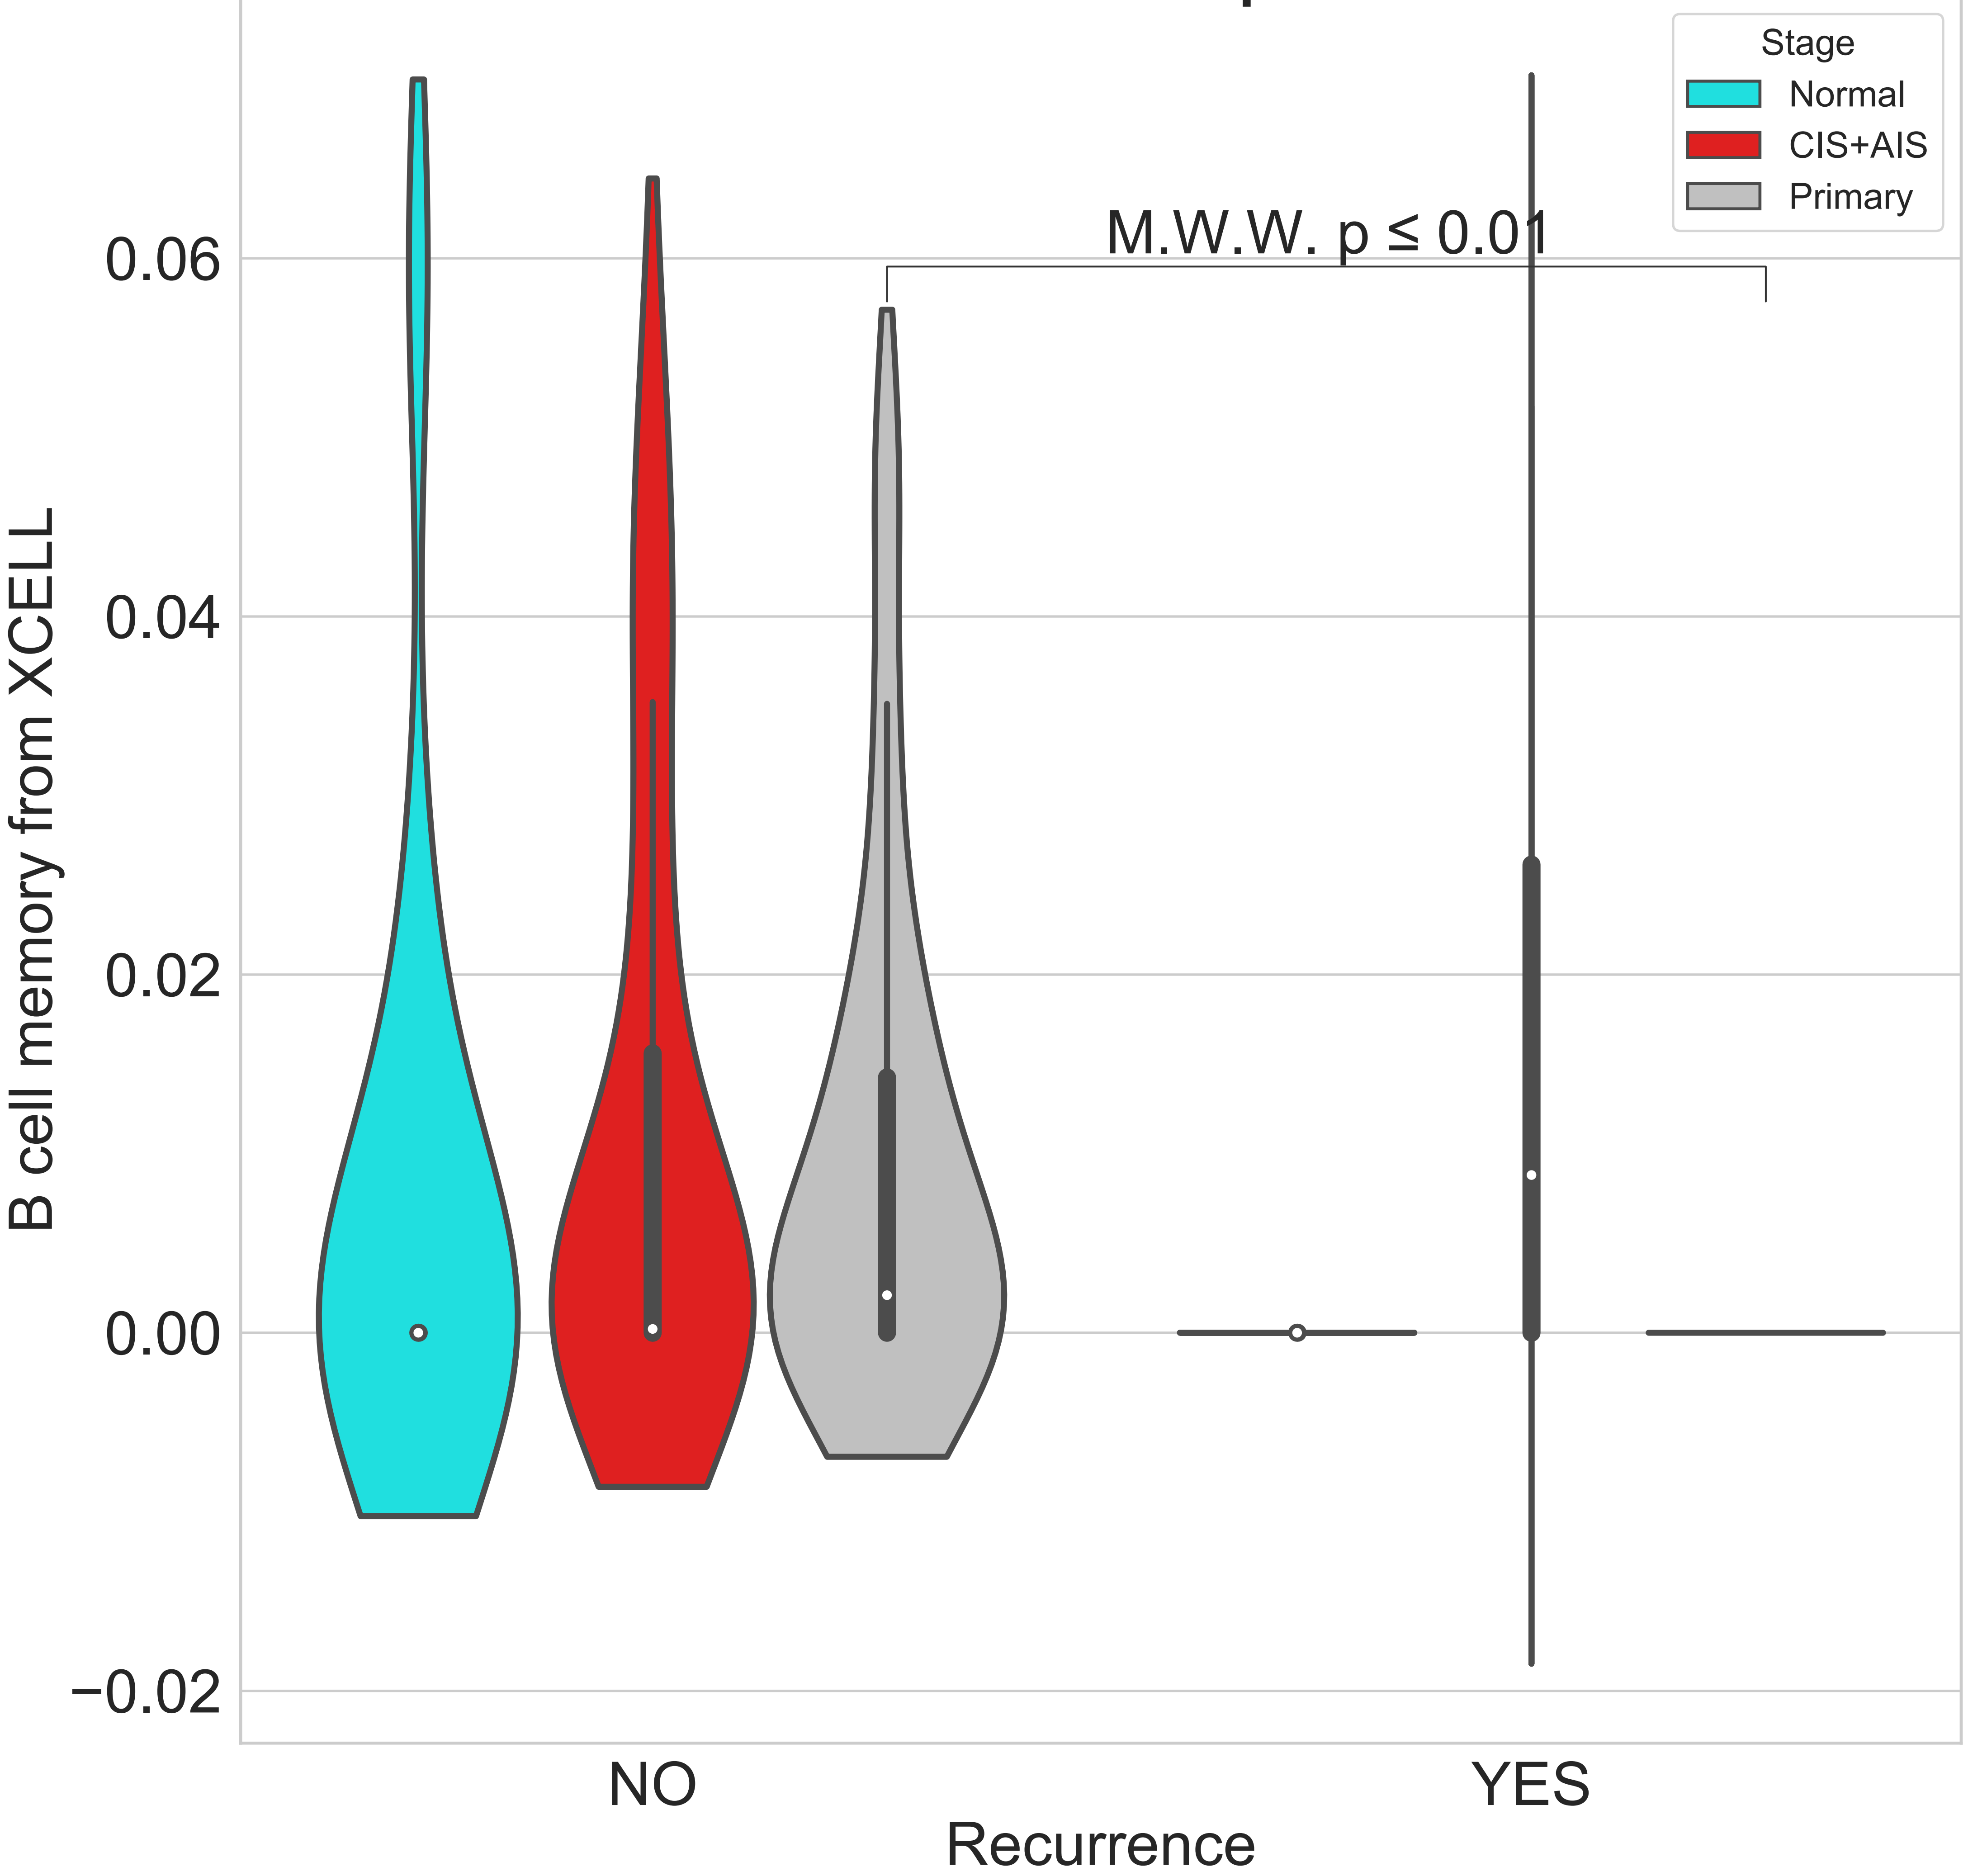 Stage
Normal
CIS+AIS
Primary
M.W.W. p ≤ 0.01
B cell memory from XCELL
0.06
0.04
0.02
0.00
−0.02
NO
YES
Recurrence